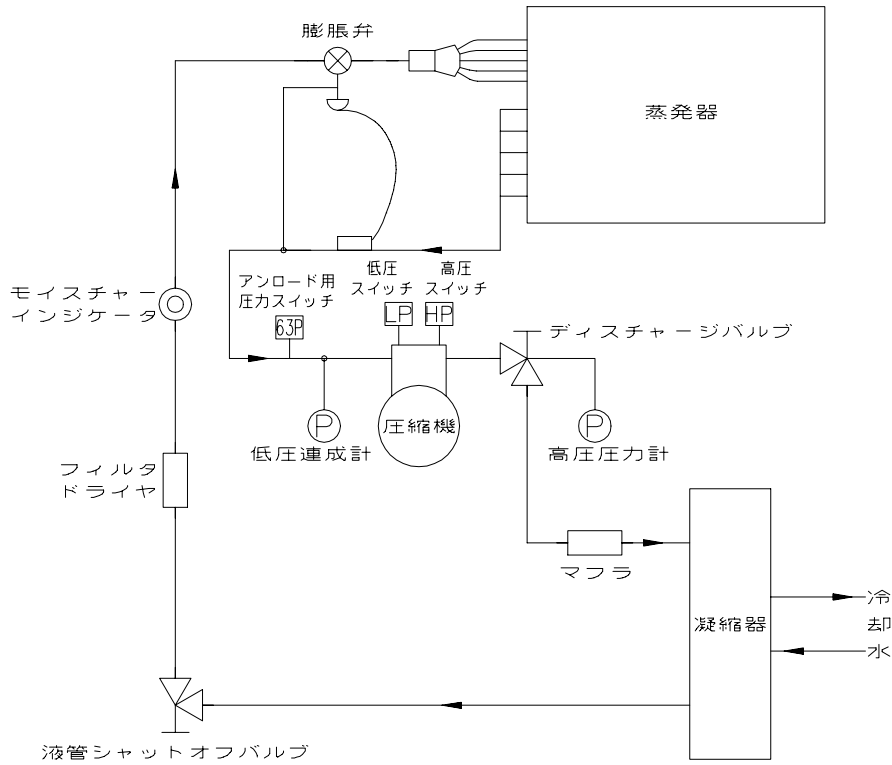 膨脹弁
蒸発器
低圧
スイッチ
高圧
スイッチ
アンロード用
圧力スイッチ
モイスチャー
インジケータ
LP
HP
63P
ディスチャージバルブ
P
圧縮機
P
低圧連成計
高圧圧力計
フィルタ
ドライヤ
マフラ
凝縮器
冷
却
水
液管シャットオフバルブ